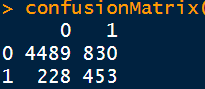 > confusionMatrix(
0 1
0 4489 830
1 228 453